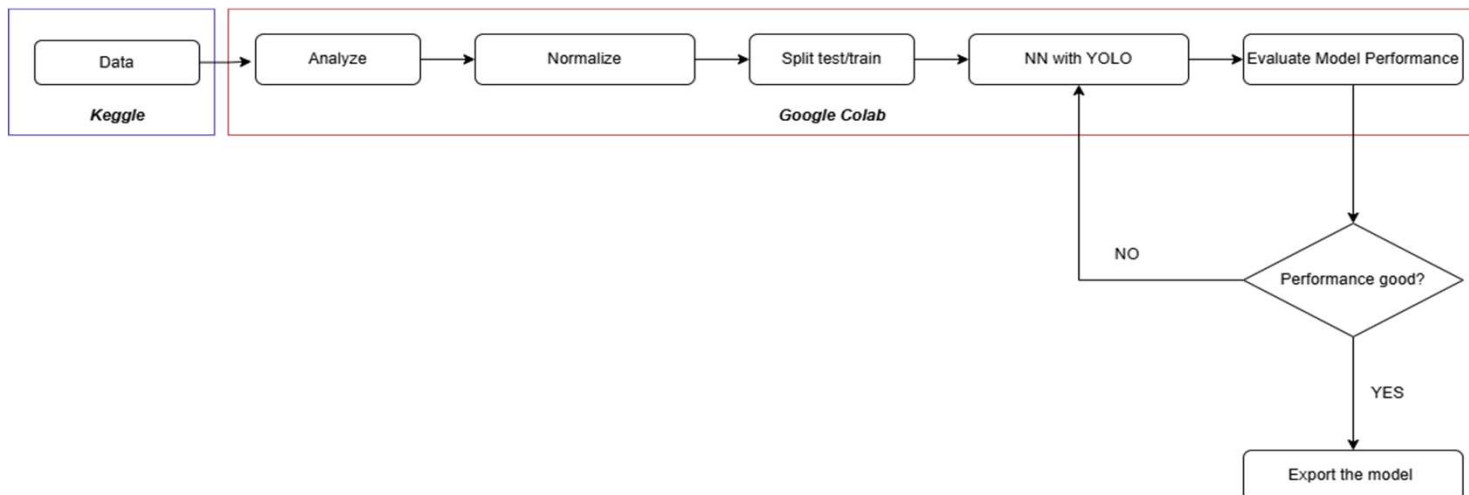 Data
Analyze
Normalize
Split test/train
NN with YOLO
Evaluate Model Performance
Keggle
Google Colab
NO
Performance good?
YES
Export the model